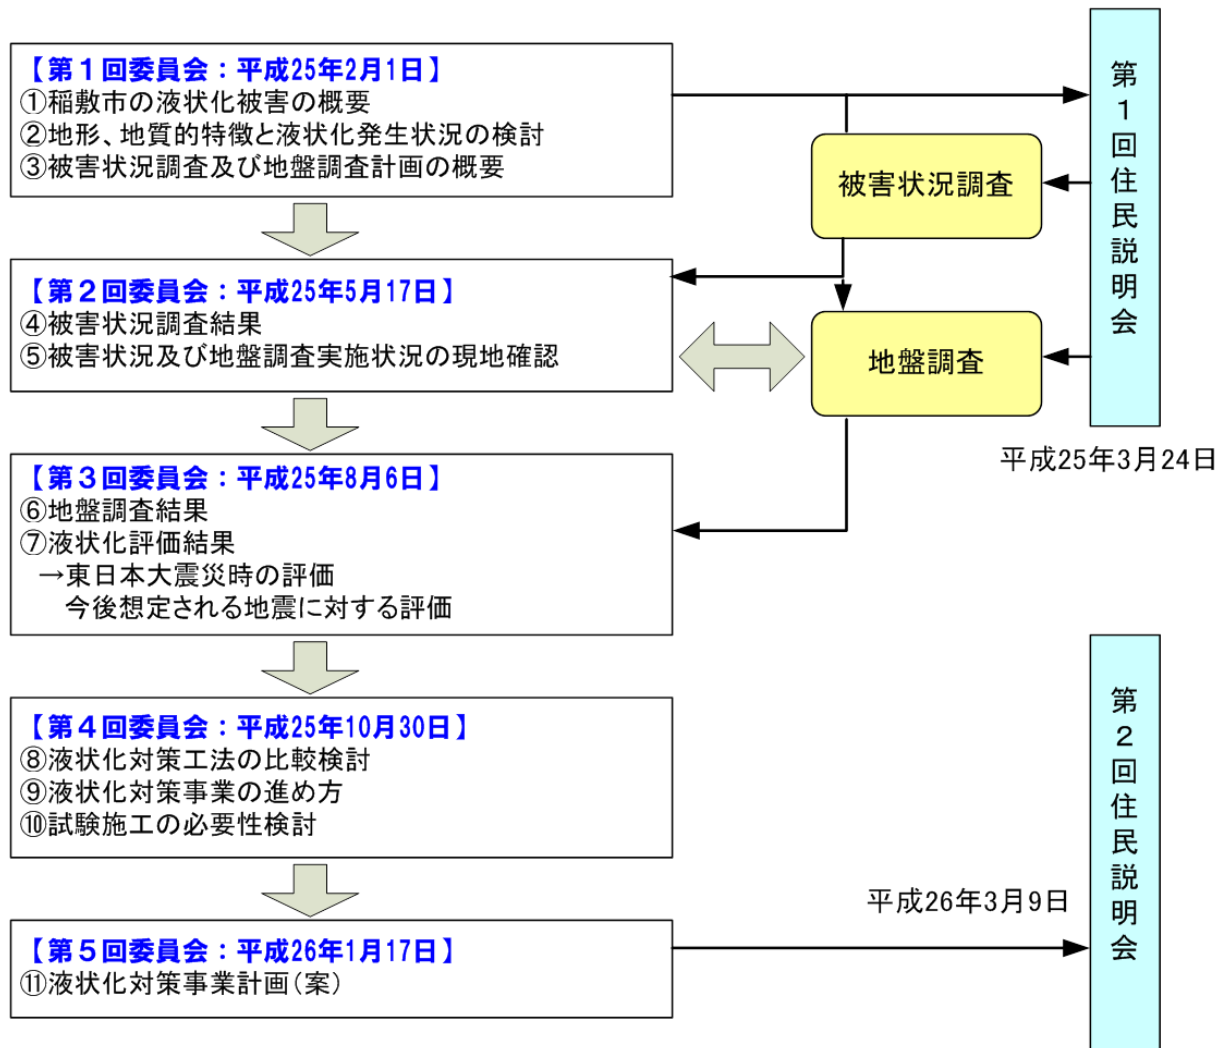 【第１回委員会：平成25年2月1日】
①稲敷市の液状化被害の概要
②地形、地質的特徴と液状化発生状況の検討
③被害状況調査及び地盤調査計画の概要
被害状況調査
第１回住民説明会
【第２回委員会：平成25年5月17日】
④被害状況調査結果
⑤被害状況及び地盤調査実施状況の現地確認
地盤調査
平成25年3月24日
【第３回委員会：平成25年8月6日】
⑥地盤調査結果
⑦液状化評価結果
→東日本大震災時の評価
今後想定される地震に対する評価
【第４回委員会：平成25年10月30日】
⑧液状化対策工法の比較検討
⑨液状化対策事業の進め方
⑩試験施工の必要性検討
第２回住民説明会
平成26年3月9日
【第５回委員会：平成26年1月17日】
⑪液状化対策事業計画（案）